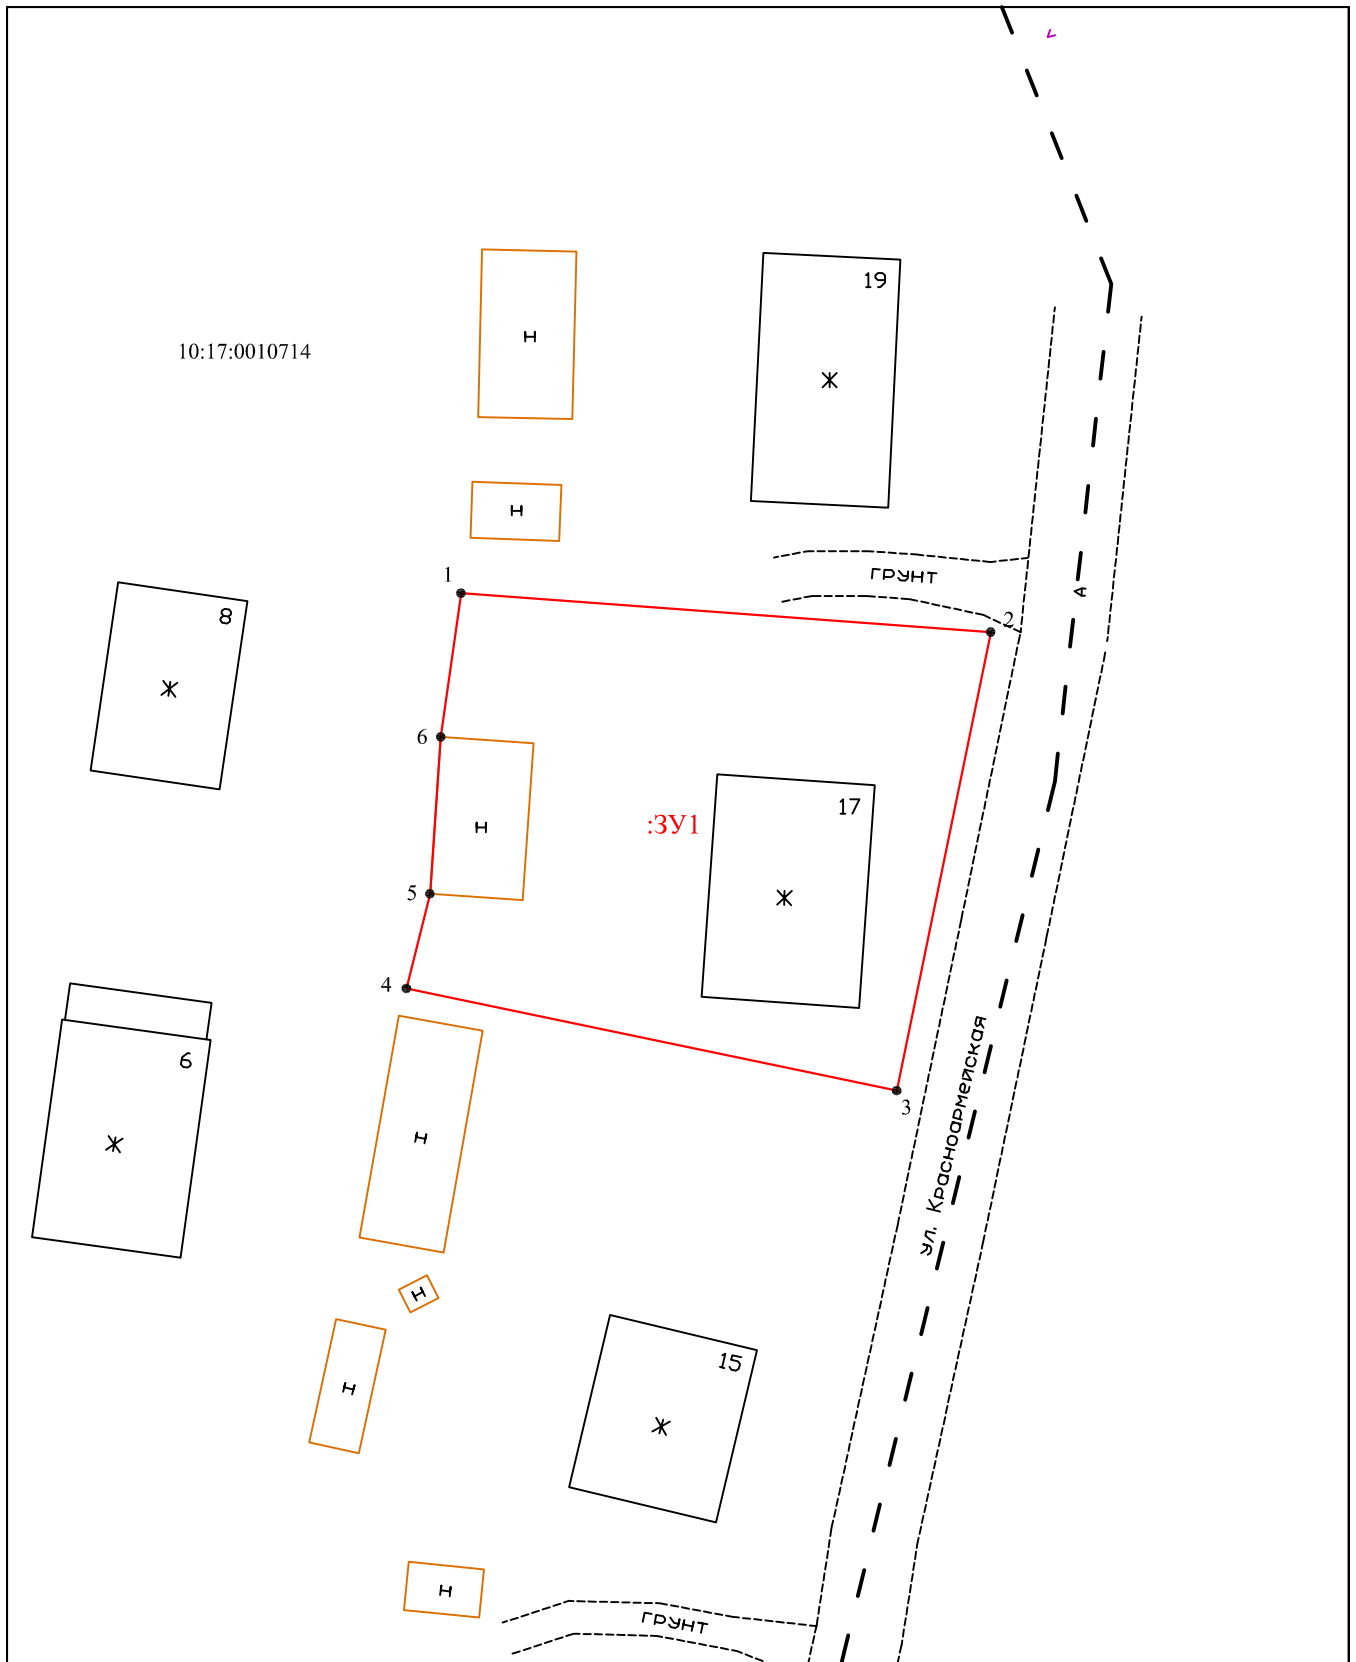 19
Н
Ж
10:17:0010714
Н
ГРУНТ
1
А
2
8
Ж
6
17
:ЗУ1
Н
5
Ж
4
ул. Красноармейская
6
3
Н
Ж
Н
15
Н
Ж
Н
ГРУНТ